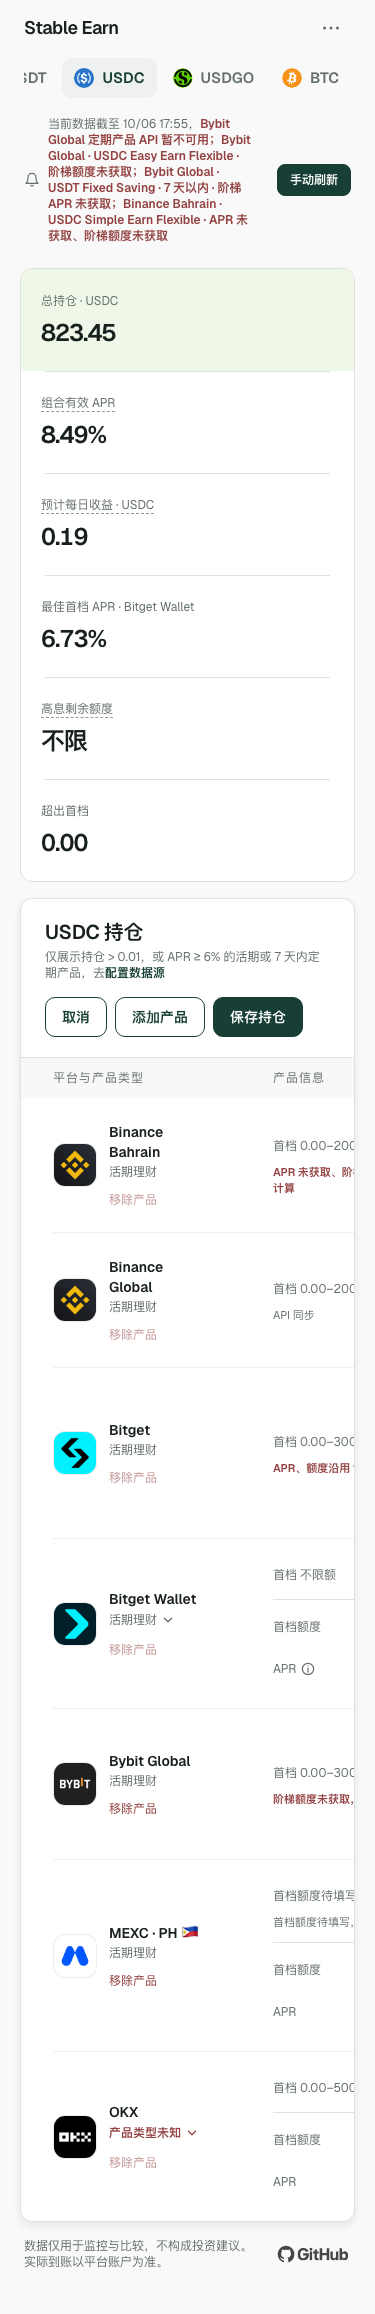 Stable Earn
SDT
USDC
USDGO
BTC
当前数据截至 10/06 17:55，Bybit
Global 定期产品 API 暂不可用；Bybit
Global · USDC Easy Earn Flexible ·
阶梯额度未获取；Bybit Global ·
USDT Fixed Saving · 7 天以内 · 阶梯
APR 未获取；Binance Bahrain ·
USDC Simple Earn Flexible · APR 未
获取、阶梯额度未获取
手动刷新
总持仓 · USDC
823.45
组合有效 APR
8.49%
预计每日收益 · USDC
0.19
最佳首档 APR · Bitget Wallet
6.73%
高息剩余额度
不限
超出首档
0.00
USDC 持仓
仅展示持仓 > 0.01，或 APR ≥ 6% 的活期或 7 天内定
期产品，去配置数据源
取消
添加产品
保存持仓
平台与产品类型
产品信息
Binance
Bahrain
活期理财
移除产品
首档 0.00–200
APR 未获取、阶
计算
Binance
Global
活期理财
移除产品
首档 0.00–200
API 同步
Bitget
活期理财
移除产品
首档 0.00–300
APR、额度沿用
Bitget Wallet
活期理财
移除产品
首档 不限额
首档额度
APR
BYBIT
Bybit Global
活期理财
移除产品
首档 0.00–300
阶梯额度未获取，
MEXC · PH
活期理财
移除产品
首档额度待填写
首档额度待填写，
首档额度
APR
OKX
OKX
产品类型未知
移除产品
首档 0.00–500
首档额度
APR
数据仅用于监控与比较，不构成投资建议。
实际到账以平台账户为准。
GitHub